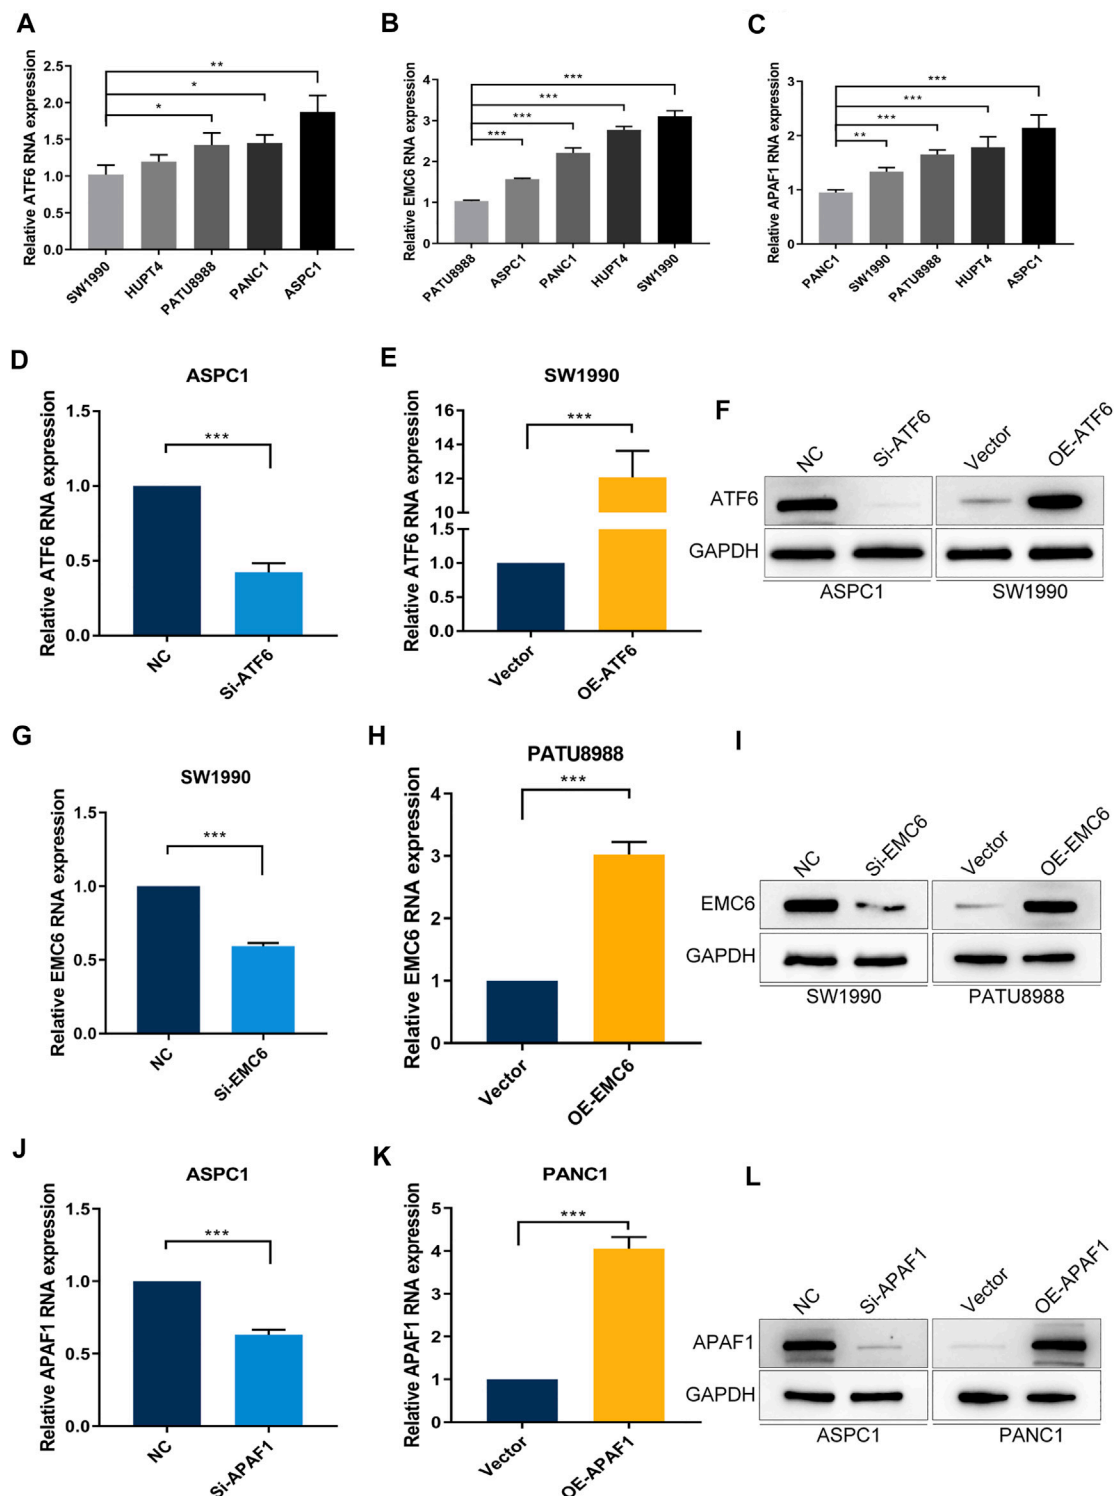 A
Relative ATF6 RNA expression
2.5
2.0
1.5
1.0
0.5
0.0
**
*
*
SW1990
HUPT4
PATU8988
PANC1
ASPC1
B
Relative EMC6 RNA expression
4
3
2
1
0
***
***
***
***
PATU8988
ASPC1
PANC1
HUPT4
SW1990
C
Relative APAF1 RNA expression
3
2
1
0
***
***
***
**
PANC1
SW1990
PATU8988
HUPT4
ASPC1
D
ASPC1
Relative ATF6 RNA expression
1.5
1.0
0.5
0.0
***
NC
Si-ATF6
E
SW1990
Relative ATF6 RNA expression
16
14
12
10
1.5
1.0
0.5
0.0
***
Vector
OE-ATF6
F
NC
Si-ATF6
Vector
OE-ATF6
ATF6
GAPDH
ASPC1
SW1990
G
SW1990
Relative EMC6 RNA expression
1.5
1.0
0.5
0.0
***
NC
Si-EMC6
H
PATU8988
Relative EMC6 RNA expression
4
3
2
1
0
***
Vector
OE-EMC6
I
NC
Si-EMC6
Vector
OE-EMC6
EMC6
GAPDH
SW1990
PATU8988
J
ASPC1
Relative APAF1 RNA expression
1.5
1.0
0.5
0.0
***
NC
Si-APAF1
K
PANC1
Relative APAF1 RNA expression
5
4
3
2
1
0
***
Vector
OE-APAF1
L
NC
Si-APAF1
Vector
OE-APAF1
APAF1
GAPDH
ASPC1
PANC1